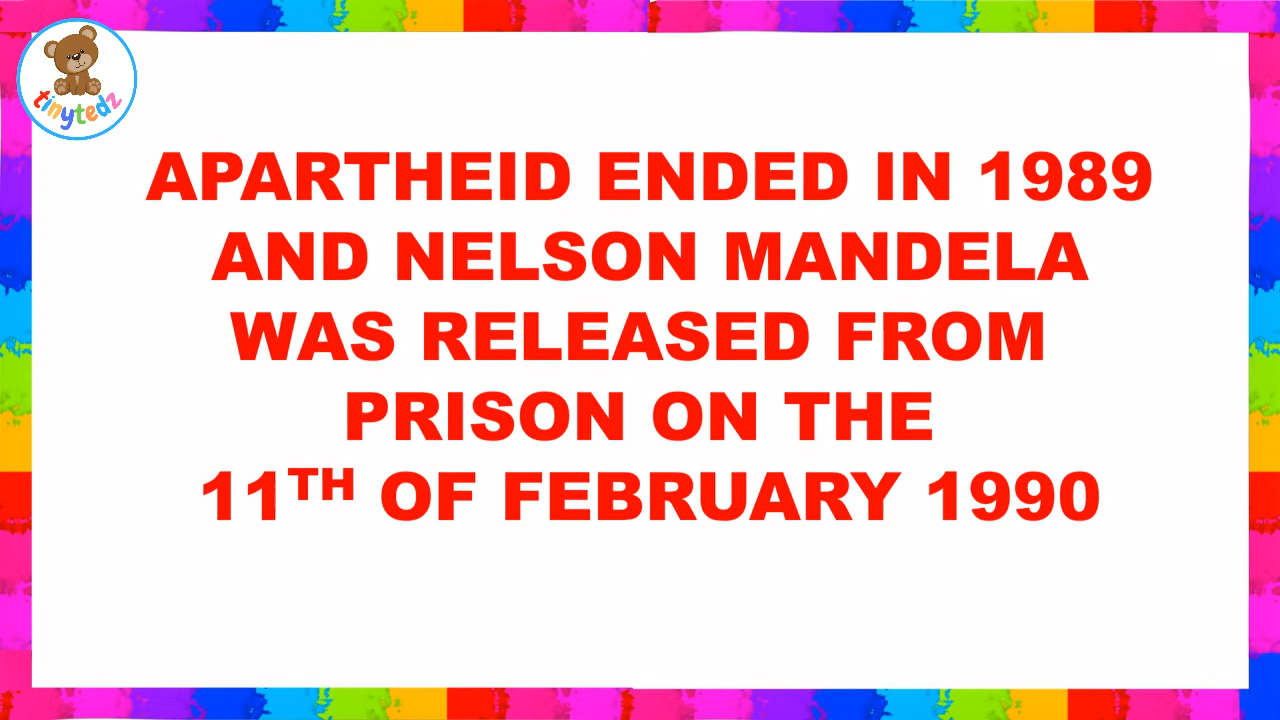 tinytedz
APARTHEID ENDED IN 1989
AND NELSON MANDELA
WAS RELEASED FROM
PRISON ON THE
11TH OF FEBRUARY 1990